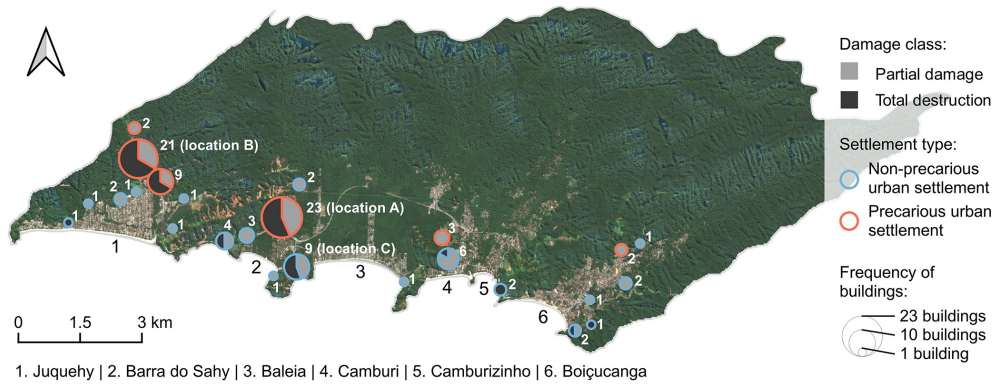 2
21 (location B)
9
1
2
1
1
1
1
2
23 (location A)
4
3
9 (location C)
1
3
6
1
2
1
2
2
1
1
2
1
2
3
4
5
6
0
1.5
3 km
1. Juquehy | 2. Barra do Sahy | 3. Baleia | 4. Camburi | 5. Camburizinho | 6. Boiçucanga
Damage class:
Partial damage
Total destruction
Settlement type:
Non-precarious
urban settlement
Precarious urban
settlement
Frequency of
buildings:
23 buildings
10 buildings
1 building